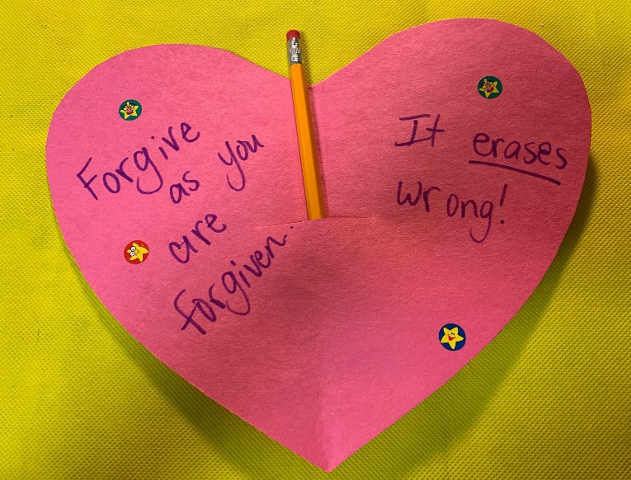 Forgive
as you
are
forgiven..
It erases
wrong!